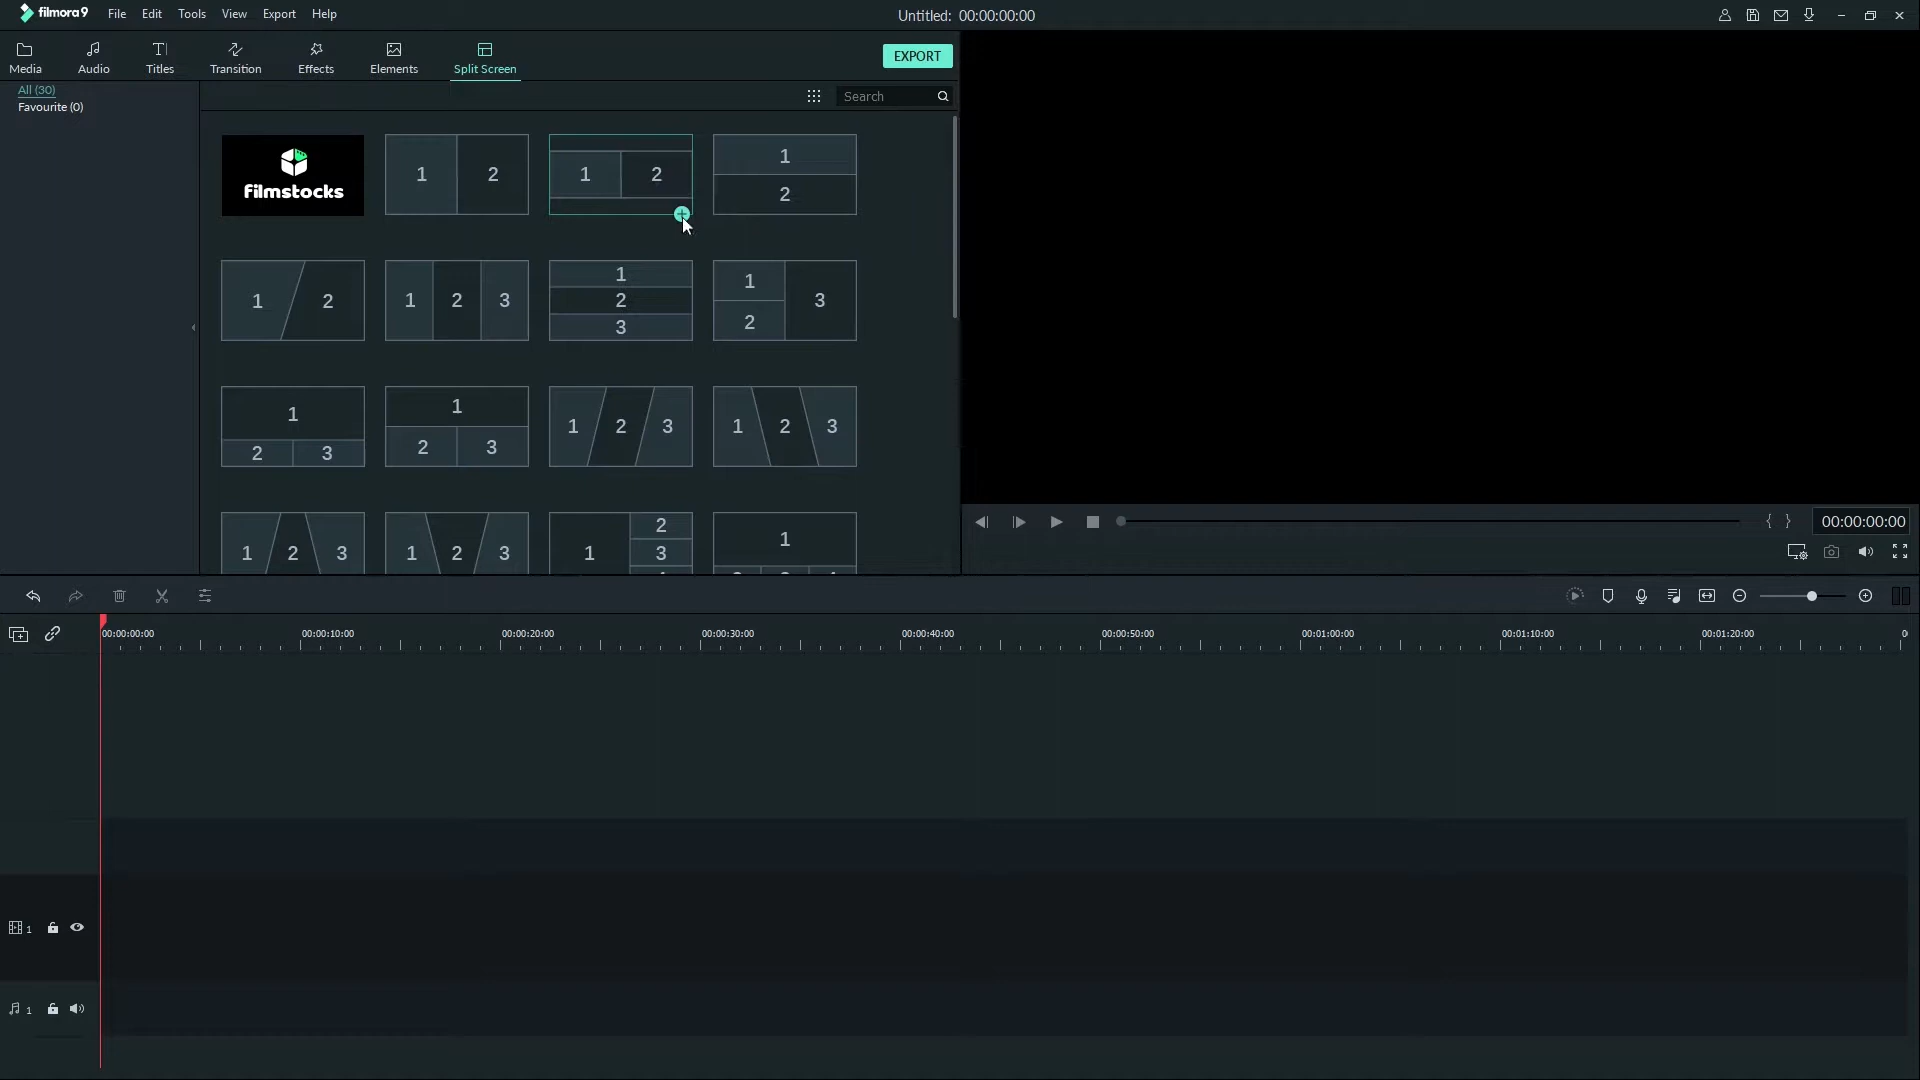 filmora9 File Edit Tools View Export Help Untitled: 00:00:00:00
Media Audio Titles Transition Effects Elements Split Screen EXPORT
All (30)
Favourite (0)
Search
filmstocks
1 2
1 2
1
2
1 2
1 2 3
1
2
3
1
2
3
1
2 3
1
2 3
1 2 3
1 2 3
1 2 3
1 2 3
1
2
3
1
00:00:00:00
00:00:00:00 00:00:10:00 00:00:20:00 00:00:30:00 00:00:40:00 00:00:50:00 00:01:00:00 00:01:10:00 00:01:20:00 0
1
1